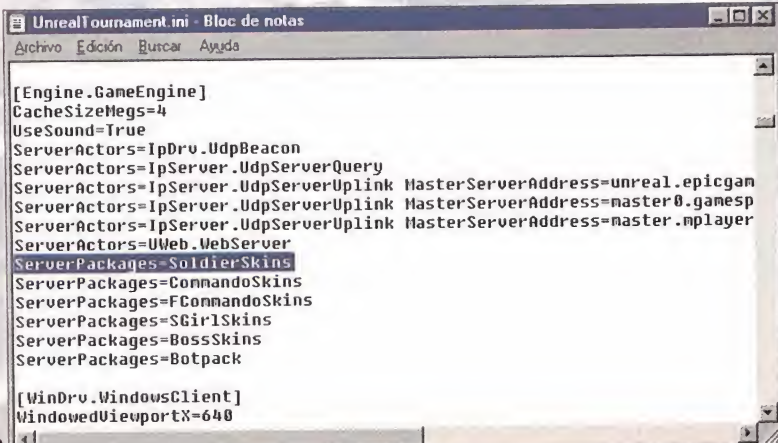 UnrealTournament.ini - Bloc de notas
Archivo Edición Buscar Ayuda
[Engine.GameEngine]
CacheSizeMegs=4
UseSound=True
ServerActors=IpDrv.UdpBeacon
ServerActors=IpServer.UdpServerQuery
ServerActors=IpServer.UdpServerUplink MasterServerAddress=unreal.epicgam
ServerActors=IpServer.UdpServerUplink MasterServerAddress=master0.gamesp
ServerActors=IpServer.UdpServerUplink MasterServerAddress=master.mplayer
ServerActors=UWeb.WebServer
ServerPackages=SoldierSkins
ServerPackages=CommandoSkins
ServerPackages=FCommandoSkins
ServerPackages=SGirlSkins
ServerPackages=BossSkins
ServerPackages=Botpack
[WinDrv.WindowsClient]
WindowedViewportX=640